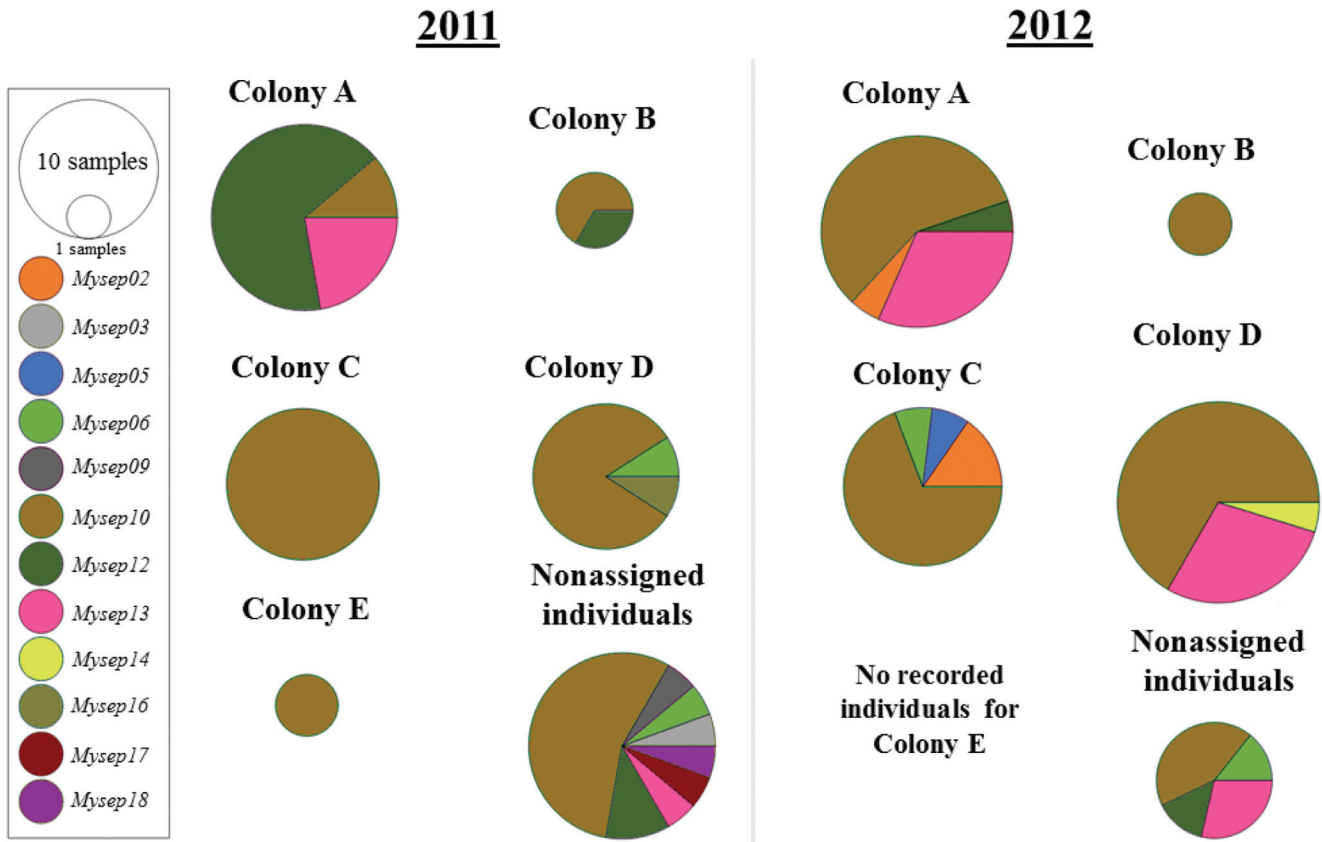 2011
2012
10 samples
1 samples
Mysep02
Mysep03
Mysep05
Mysep06
Mysep09
Mysep10
Mysep12
Mysep13
Mysep14
Mysep16
Mysep17
Mysep18
Colony A
Colony B
Colony C
Colony D
Colony E
Nonassigned
individuals
Colony A
Colony B
Colony C
Colony D
No recorded
individuals for
Colony E
Nonassigned
individuals